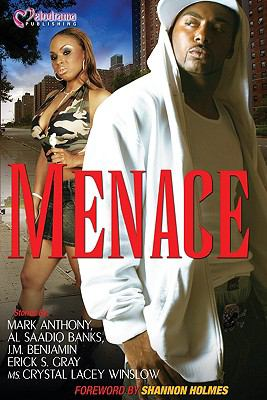 Melodrama
PUBLISHING
MENACE
Stories by
MARK ANTHONY,
AL SAADIQ BANKS,
J.M. BENJAMIN
ERICK S. GRAY
MS CRYSTAL LACEY WINSLOW
FOREWORD BY SHANNON HOLMES